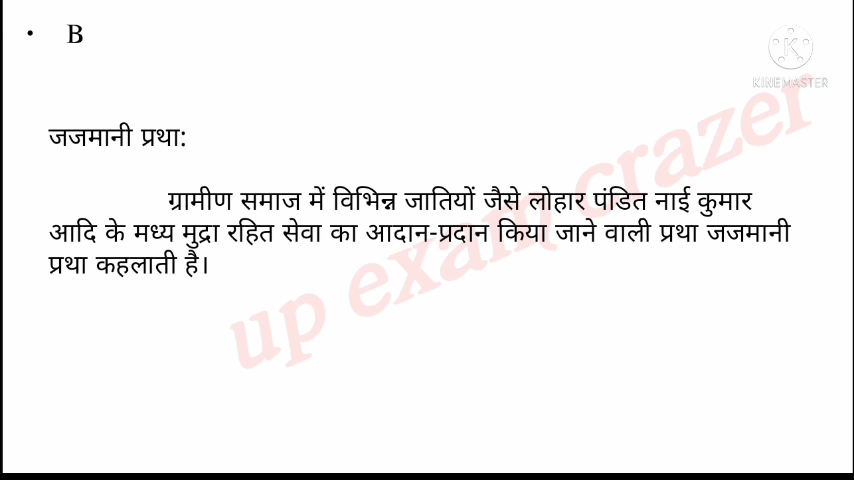 • B
KINEMASTER
जजमानी प्रथा:
ग्रामीण समाज में विभिन्न जातियों जैसे लोहार पंडित नाई कुमार
आदि के मध्य मुद्रा रहित सेवा का आदान-प्रदान किया जाने वाली प्रथा जजमानी
प्रथा कहलाती है।
up exam crazer